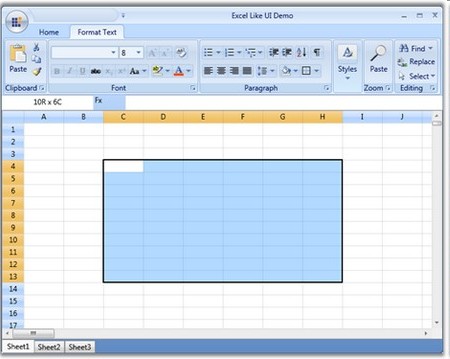 Excel Like UI Demo
Home Format Text
8
Paste
Styles
Paste
Find
Replace
Select
Clipboard Font Paragraph Zoom Editing
10R x 6C Fx
A B C D E F G H I J
1
2
3
4
5
6
7
8
9
10
11
12
13
14
15
16
17
Sheet1 Sheet2 Sheet3